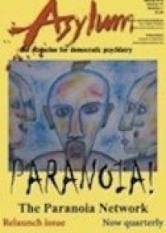 Asylum
the magazine for democratic psychiatry
PARANOIA!
The Paranoia Network
Relaunch issue Now quarterly